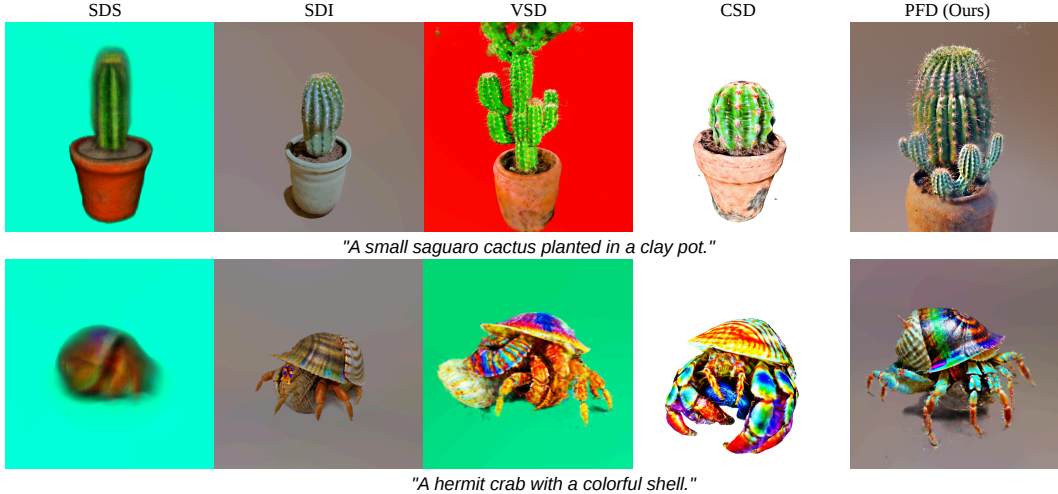 SDS SDI VSD CSD PFD (Ours)
"A small saguaro cactus planted in a clay pot."
"A hermit crab with a colorful shell."